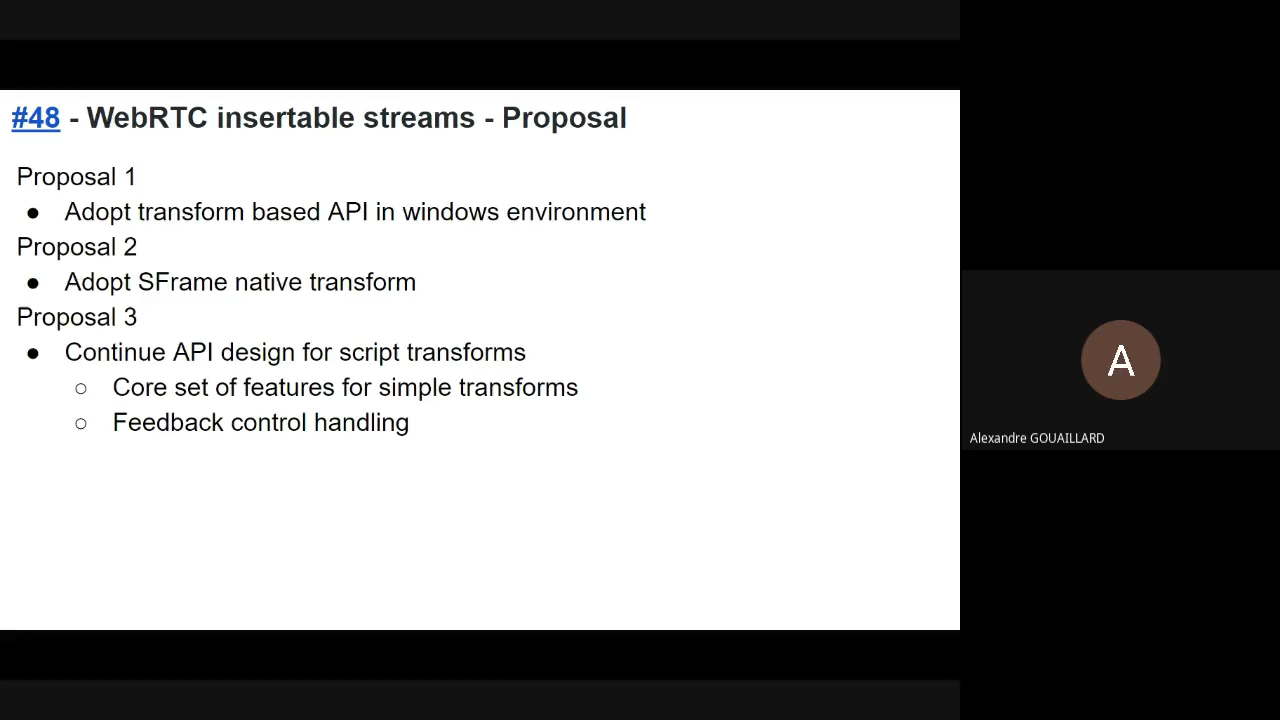 #48 - WebRTC insertable streams - Proposal
Proposal 1
● Adopt transform based API in windows environment
Proposal 2
● Adopt SFrame native transform
Proposal 3
● Continue API design for script transforms
○ Core set of features for simple transforms
○ Feedback control handling
A
Alexandre GOUAILLARD